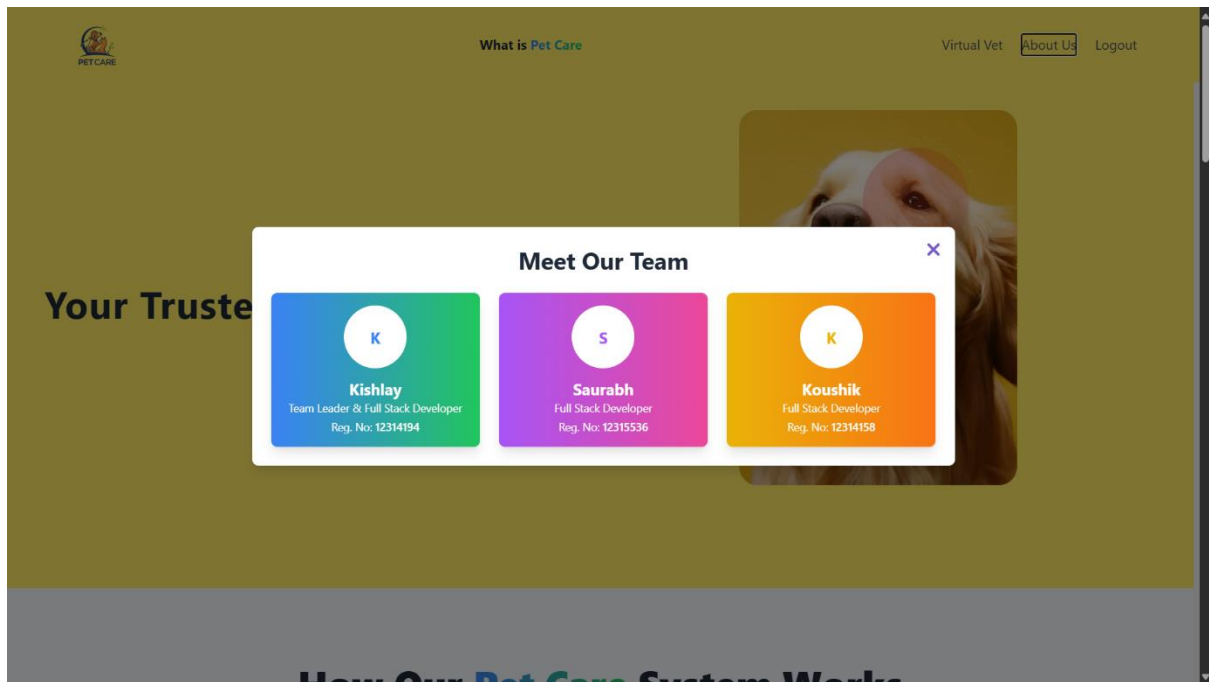 PET CARE
What is Pet Care
Virtual Vet About Us Logout
Meet Our Team
Your Truste
K
Kishlay
Team Leader & Full Stack Developer
Reg. No: 12314194
S
Saurabh
Full Stack Developer
Reg. No: 12315536
K
Koushik
Full Stack Developer
Reg. No: 12314158
How Our Pet Care System Works